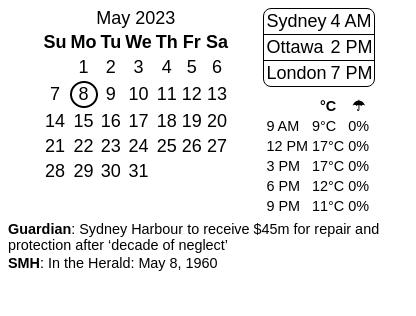 May 2023
Su Mo Tu We Th Fr Sa
1 2 3 4 5 6
7 8 9 10 11 12 13
14 15 16 17 18 19 20
21 22 23 24 25 26 27
28 29 30 31
Sydney 4 AM
Ottawa 2 PM
London 7 PM
°C ☂
9 AM 9°C 0%
12 PM 17°C 0%
3 PM 17°C 0%
6 PM 12°C 0%
9 PM 11°C 0%
Guardian: Sydney Harbour to receive $45m for repair and
protection after ‘decade of neglect’
SMH: In the Herald: May 8, 1960